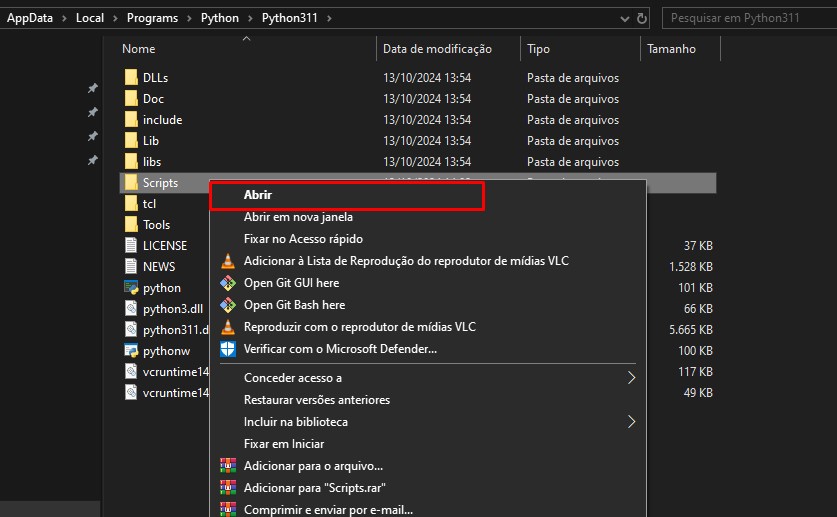 AppData > Local > Programs > Python > Python311 >
Pesquisar em Python311
Nome Data de modificação Tipo Tamanho
DLLs 13/10/2024 13:54 Pasta de arquivos
Doc 13/10/2024 13:54 Pasta de arquivos
include 13/10/2024 13:54 Pasta de arquivos
Lib 13/10/2024 13:54 Pasta de arquivos
libs 13/10/2024 13:54 Pasta de arquivos
Scripts
tcl
Tools
LICENSE 37 KB
NEWS 1.528 KB
python 101 KB
python3.dll 66 KB
python311.d 5.665 KB
pythonw 100 KB
vcruntime14 117 KB
vcruntime14 49 KB
Abrir
Abrir em nova janela
Fixar no Acesso rápido
Adicionar à Lista de Reprodução do reprodutor de mídias VLC
Open Git GUI here
Open Git Bash here
Reproduzir com o reprodutor de mídias VLC
Verificar com o Microsoft Defender...
Conceder acesso a
Restaurar versões anteriores
Incluir na biblioteca
Fixar em Iniciar
Adicionar para o arquivo...
Adicionar para "Scripts.rar"
Comprimir e enviar por e-mail...